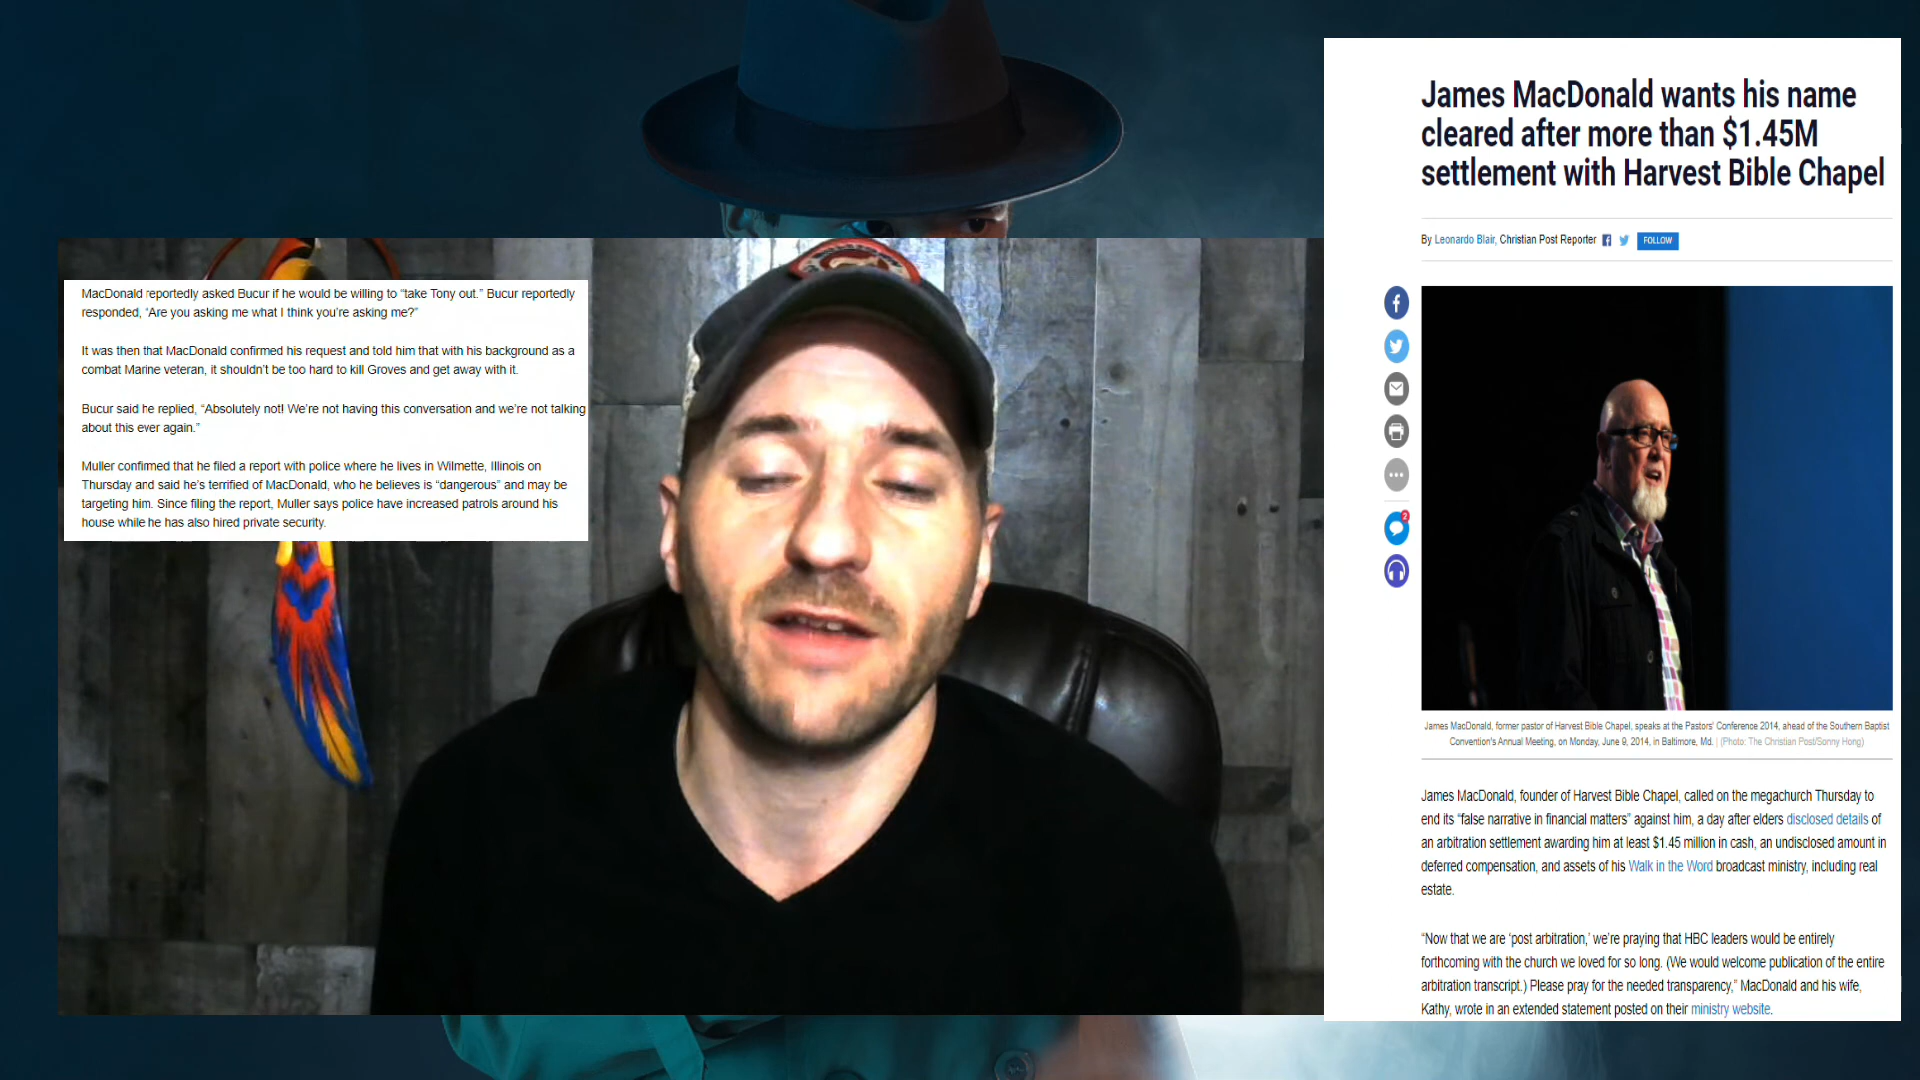 MacDonald reportedly asked Bucur if he would be willing to “take Tony out.” Bucur reportedly
responded, “Are you asking me what I think you’re asking me?”
It was then that MacDonald confirmed his request and told him that with his background as a
combat Marine veteran, it shouldn’t be too hard to kill Groves and get away with it.
Bucur said he replied, “Absolutely not! We’re not having this conversation and we’re not talking
about this ever again.”
Muller confirmed that he filed a report with police where he lives in Wilmette, Illinois on
Thursday and said he’s terrified of MacDonald, who he believes is “dangerous” and may be
targeting him. Since filing the report, Muller says police have increased patrols around his
house while he has also hired private security.
James MacDonald wants his name
cleared after more than $1.45M
settlement with Harvest Bible Chapel
By Leonardo Blair, Christian Post Reporter FOLLOW
2
James MacDonald, former pastor of Harvest Bible Chapel, speaks at the Pastors' Conference 2014, ahead of the Southern Baptist
Convention's Annual Meeting, on Monday, June 9, 2014, in Baltimore, Md. | (Photo: The Christian Post/Sonny Hong)
James MacDonald, founder of Harvest Bible Chapel, called on the megachurch Thursday to
end its “false narrative in financial matters” against him, a day after elders disclosed details of
an arbitration settlement awarding him at least $1.45 million in cash, an undisclosed amount in
deferred compensation, and assets of his Walk in the Word broadcast ministry, including real
estate.
“Now that we are ‘post arbitration,’ we’re praying that HBC leaders would be entirely
forthcoming with the church we loved for so long. (We would welcome publication of the entire
arbitration transcript.) Please pray for the needed transparency,” MacDonald and his wife,
Kathy, wrote in an extended statement posted on their ministry website.